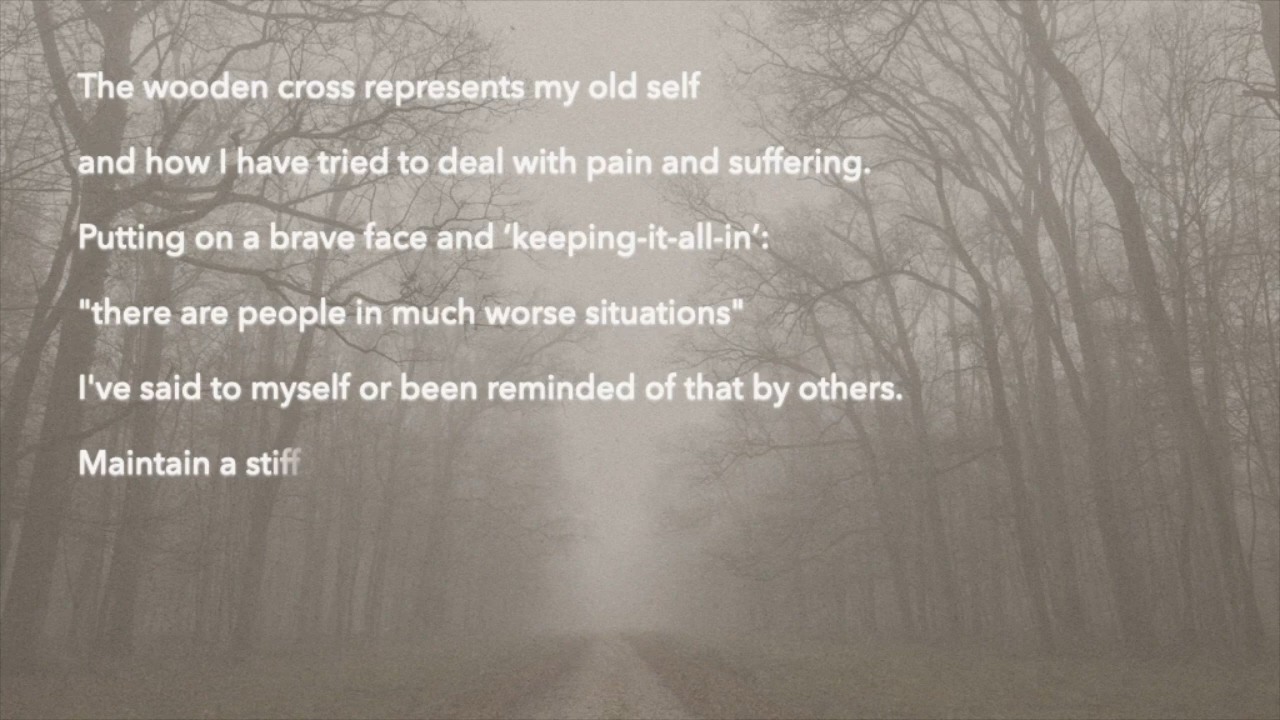 The wooden cross represents my old self
and how I have tried to deal with pain and suffering.
Putting on a brave face and ‘keeping-it-all-in’:
"there are people in much worse situations"
I've said to myself or been reminded of that by others.
Maintain a stiff